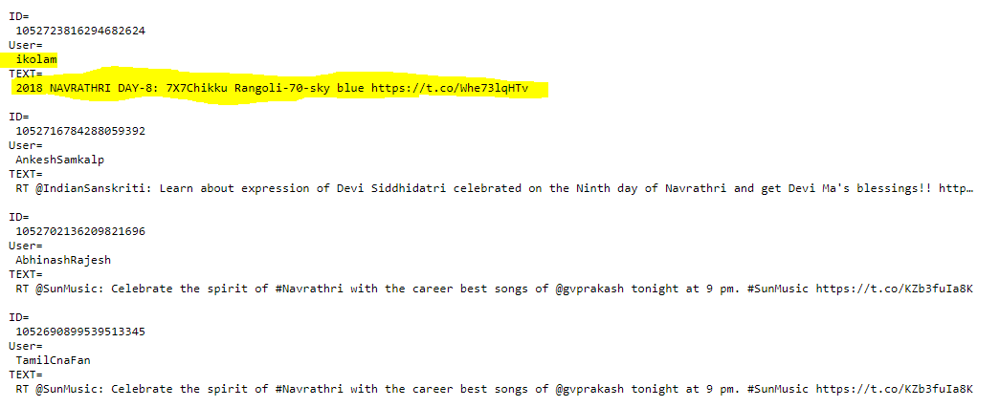 ID=
1052723816294682624
User=
ikolam
TEXT=
2018 NAVRATHRI DAY-8: 7X7Chikku Rangoli-70-sky blue https://t.co/Whe73lqHTv
ID=
1052716784288059392
User=
AnkeshSamkalp
TEXT=
RT @IndianSanskriti: Learn about expression of Devi Siddhidatri celebrated on the Ninth day of Navrathri and get Devi Ma's blessings!! http…
ID=
1052702136209821696
User=
AbhinashRajesh
TEXT=
RT @SunMusic: Celebrate the spirit of #Navrathri with the career best songs of @gvprakash tonight at 9 pm. #SunMusic https://t.co/KZb3fuIa8K
ID=
1052690899539513345
User=
TamilCnaFan
TEXT=
RT @SunMusic: Celebrate the spirit of #Navrathri with the career best songs of @gvprakash tonight at 9 pm. #SunMusic https://t.co/KZb3fuIa8K